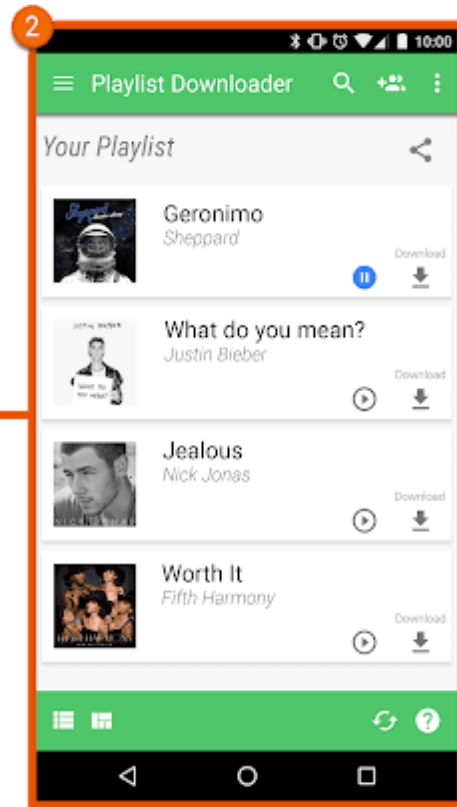 2
10:00
Playlist Downloader
Your Playlist
Geronimo
Sheppard
Download
What do you mean?
Justin Bieber
Download
Jealous
Nick Jonas
Download
Worth It
Fifth Harmony
Download
?